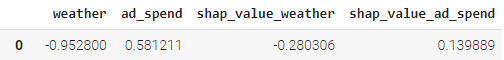 weather ad_spend shap_value_weather shap_value_ad_spend
0 -0.952800 0.581211 -0.280306 0.139889